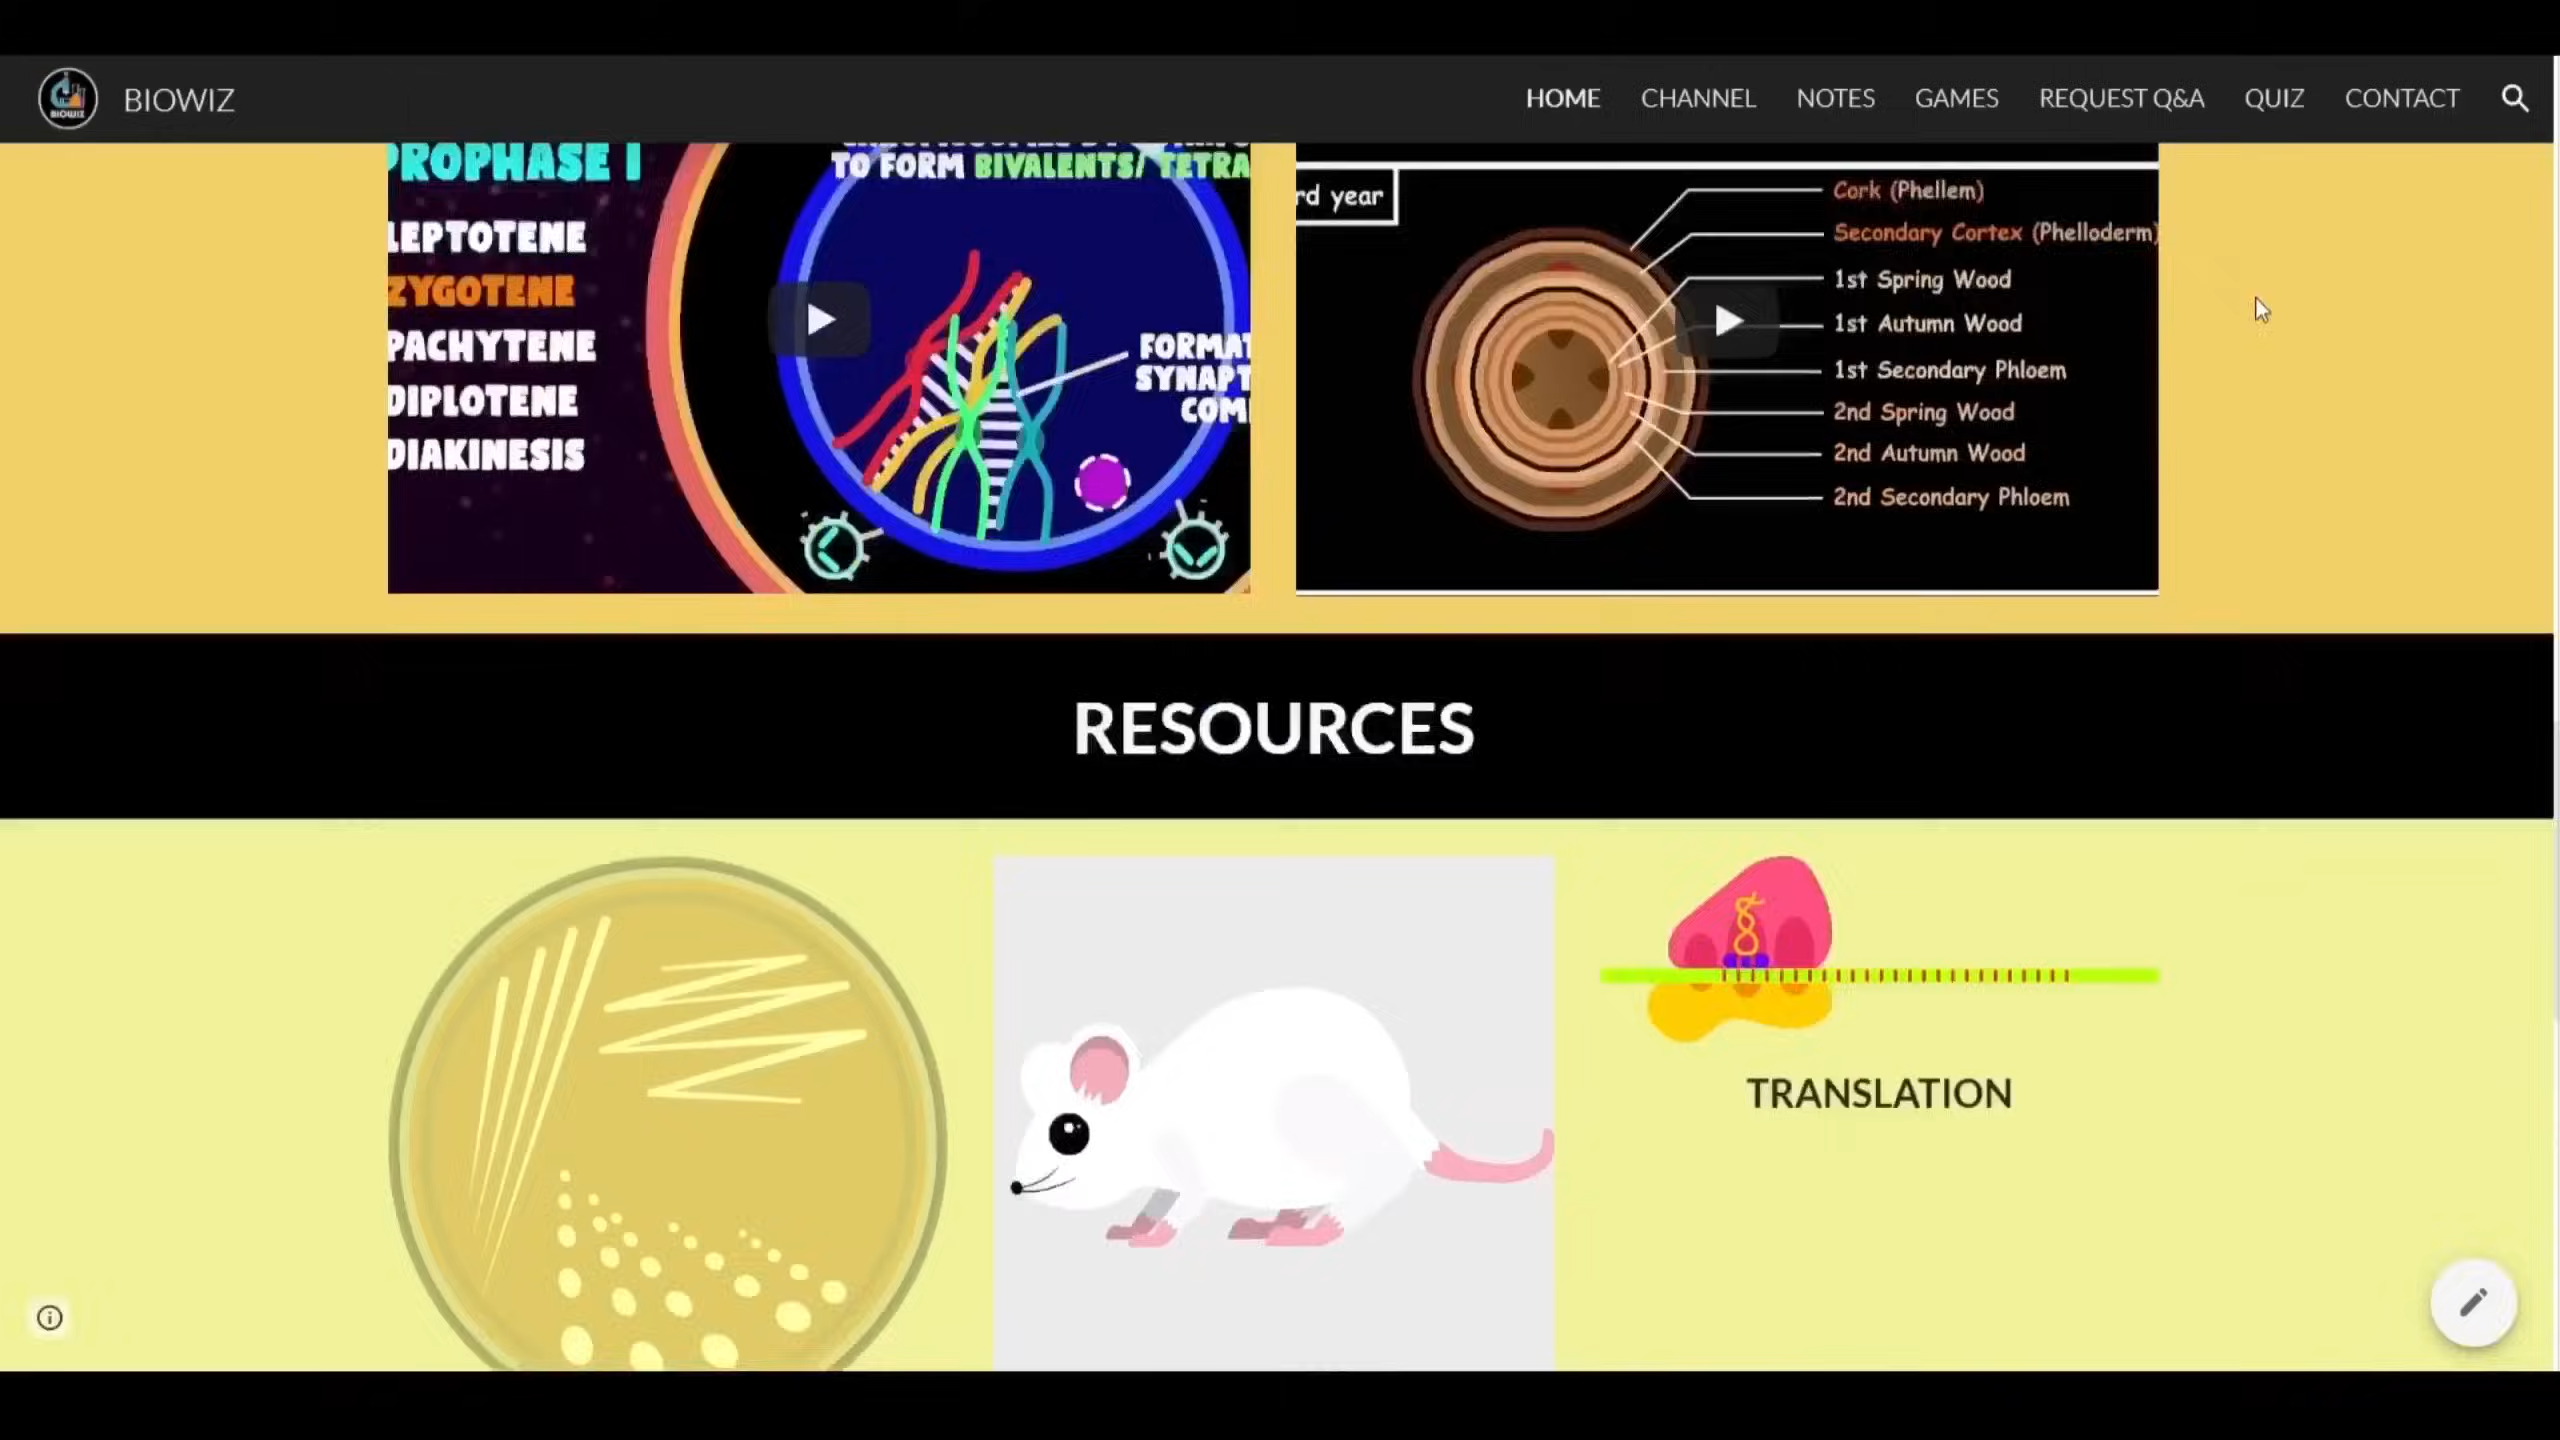 BIOWIZ
HOME CHANNEL NOTES GAMES REQUEST Q&A QUIZ CONTACT
PROPHASE I
LEPTOTENE
ZYGOTENE
PACHYTENE
DIPLOTENE
DIAKINESIS
TO FORM BIVALENTS/ TETRA
FORMAT
SYNAPT
COM
rd year
Cork (Phellem)
Secondary Cortex (Phelloderm)
1st Spring Wood
1st Autumn Wood
1st Secondary Phloem
2nd Spring Wood
2nd Autumn Wood
2nd Secondary Phloem
RESOURCES
TRANSLATION